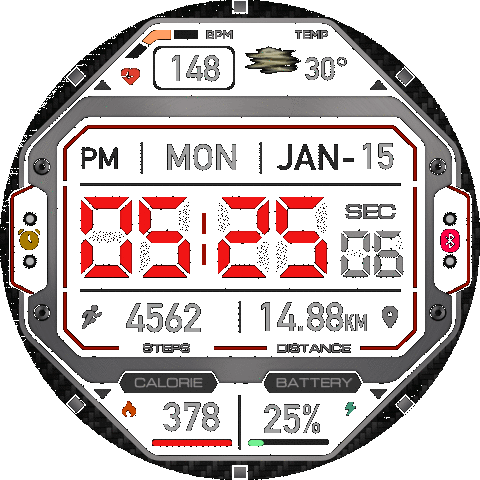 BPM TEMP
148 30°
PM MON JAN-15
05:25 SEC 06
4562 14.88KM
STEPS DISTANCE
CALORIE BATTERY
378 25%